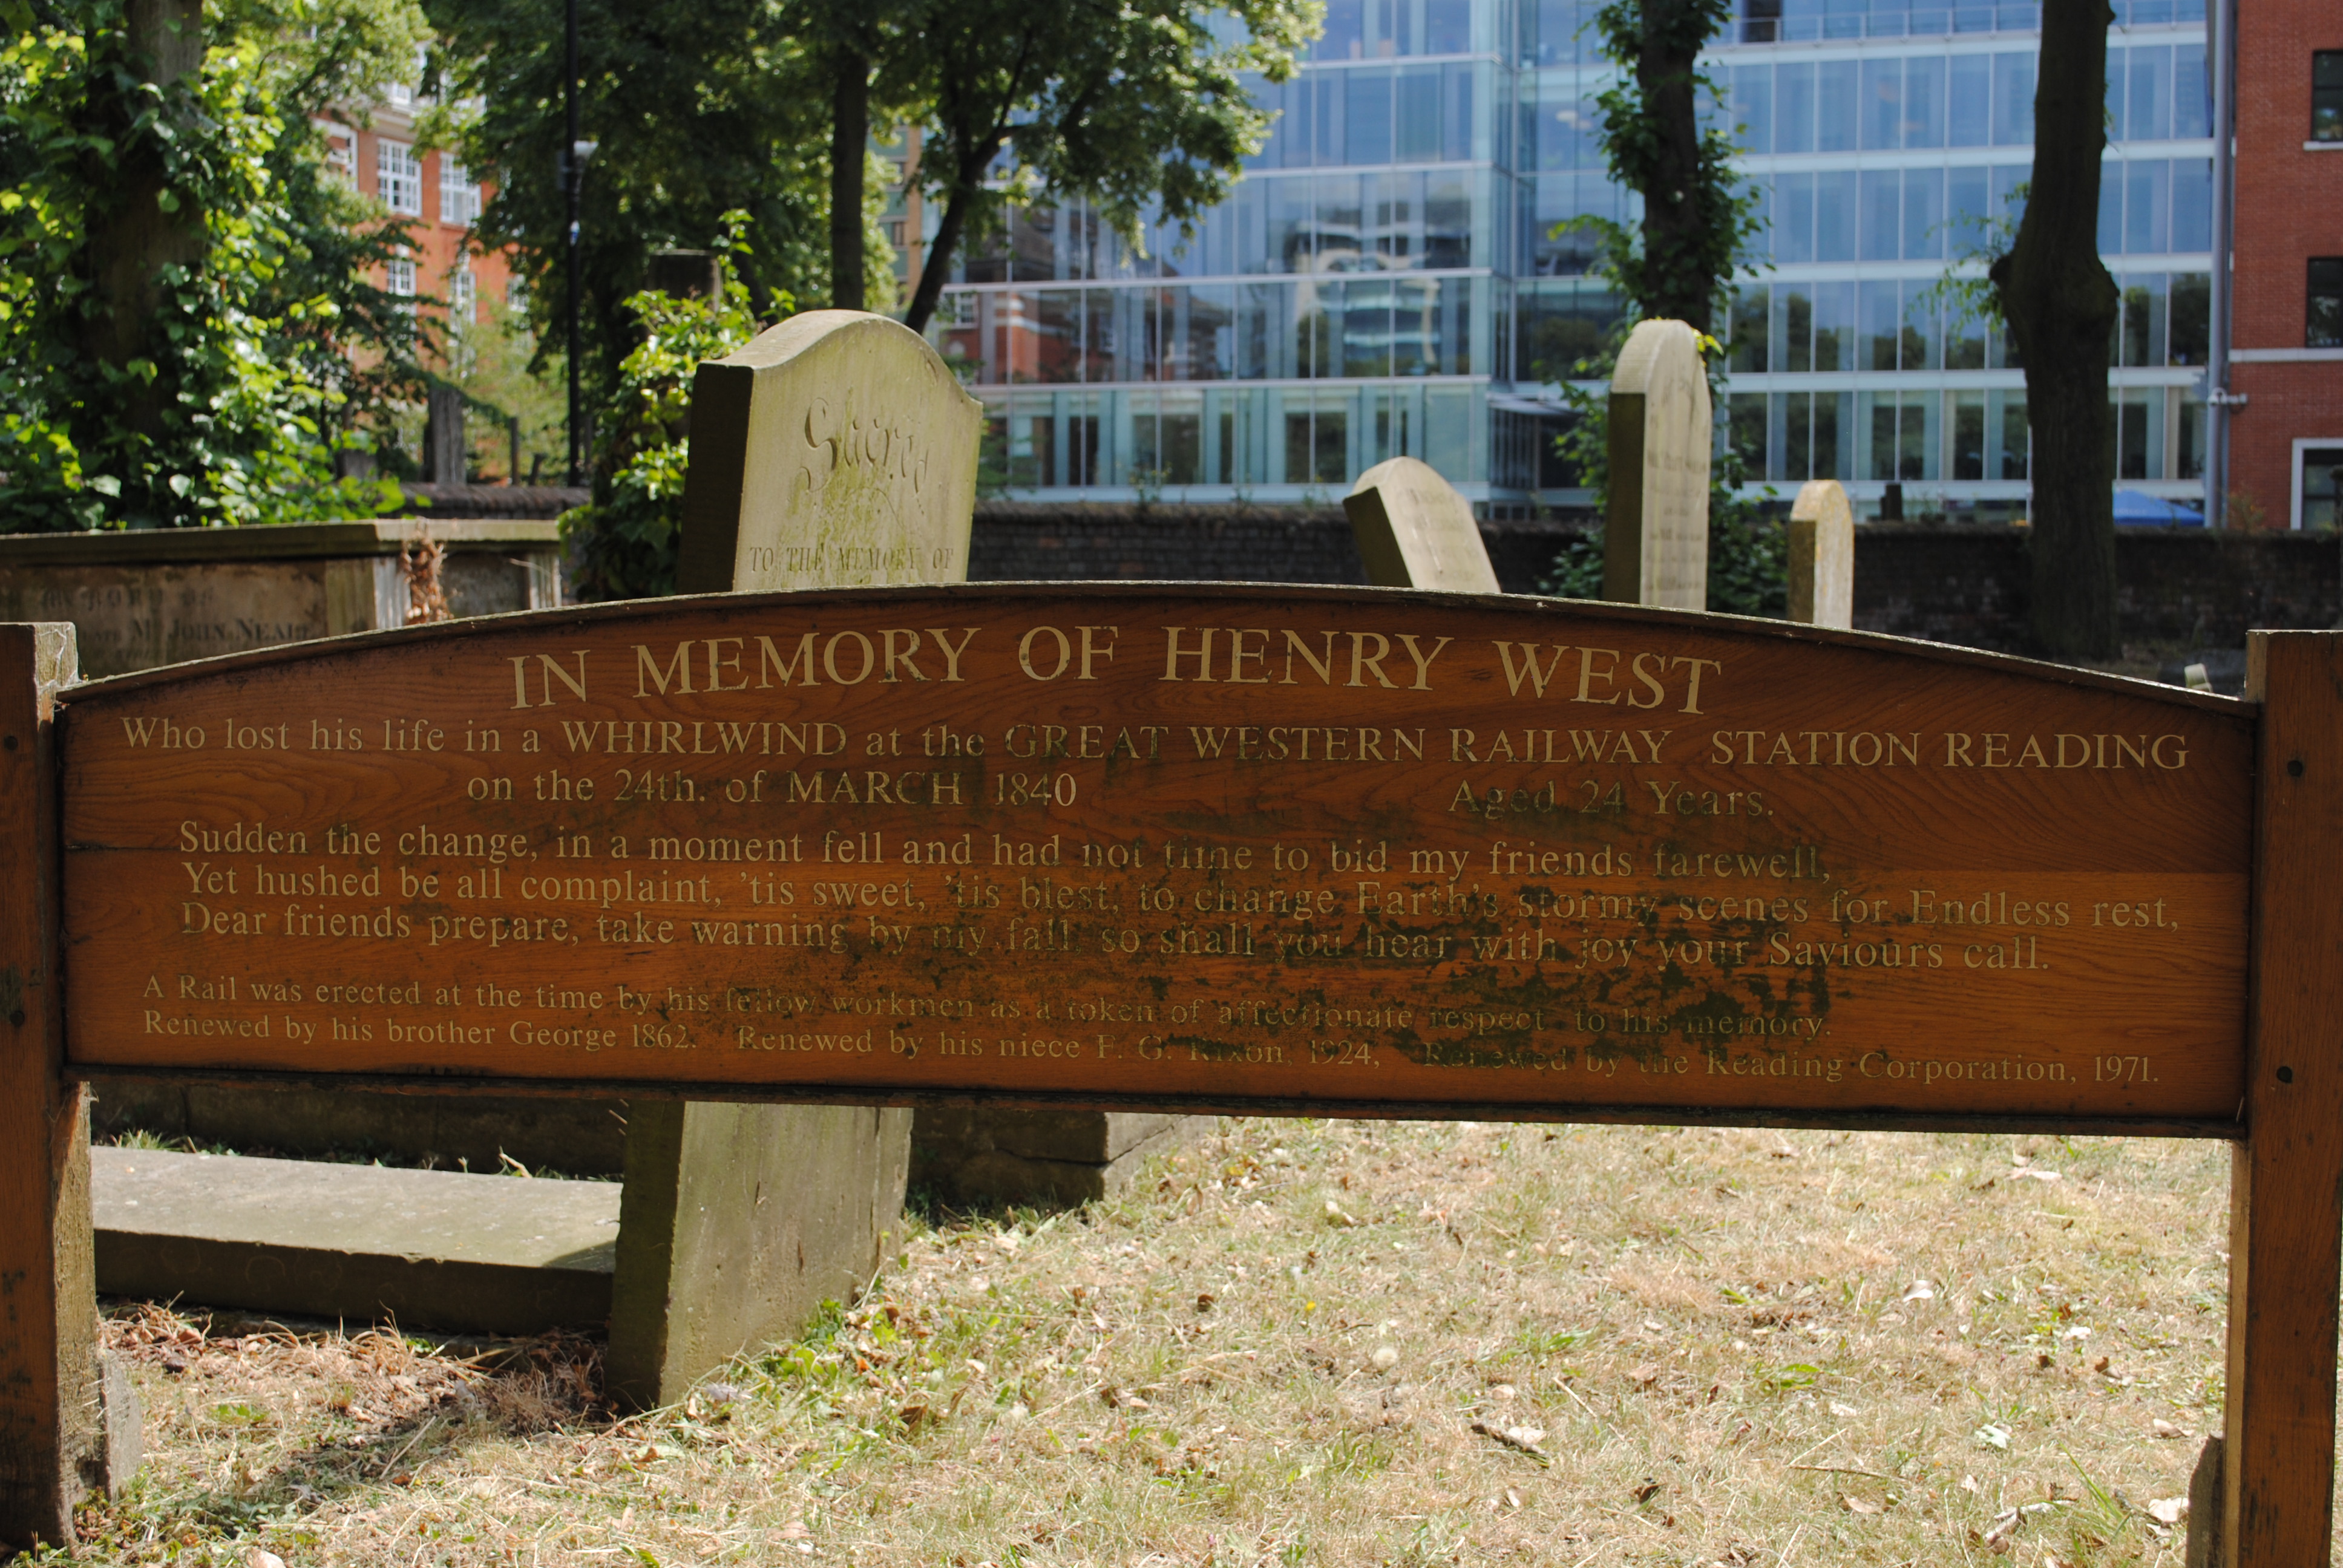 Sacred
TO THE MEMORY OF
JOHN NEALE
IN MEMORY OF HENRY WEST
Who lost his life in a WHIRLWIND at the GREAT WESTERN RAILWAY STATION READING
on the 24th. of MARCH 1840 Aged 24 Years.
Sudden the change, in a moment fell and had not time to bid my friends farewell,
Yet hushed be all complaint, 'tis sweet, 'tis blest, to change Earth's stormy scenes for Endless rest,
Dear friends prepare, take warning by my fall, so shall you hear with joy your Saviours call.
A Rail was erected at the time by his fellow workmen as a token of affectionate respect to his memory.
Renewed by his brother George 1862. Renewed by his niece F. G. Rixon, 1924, Renewed by the Reading Corporation, 1971.